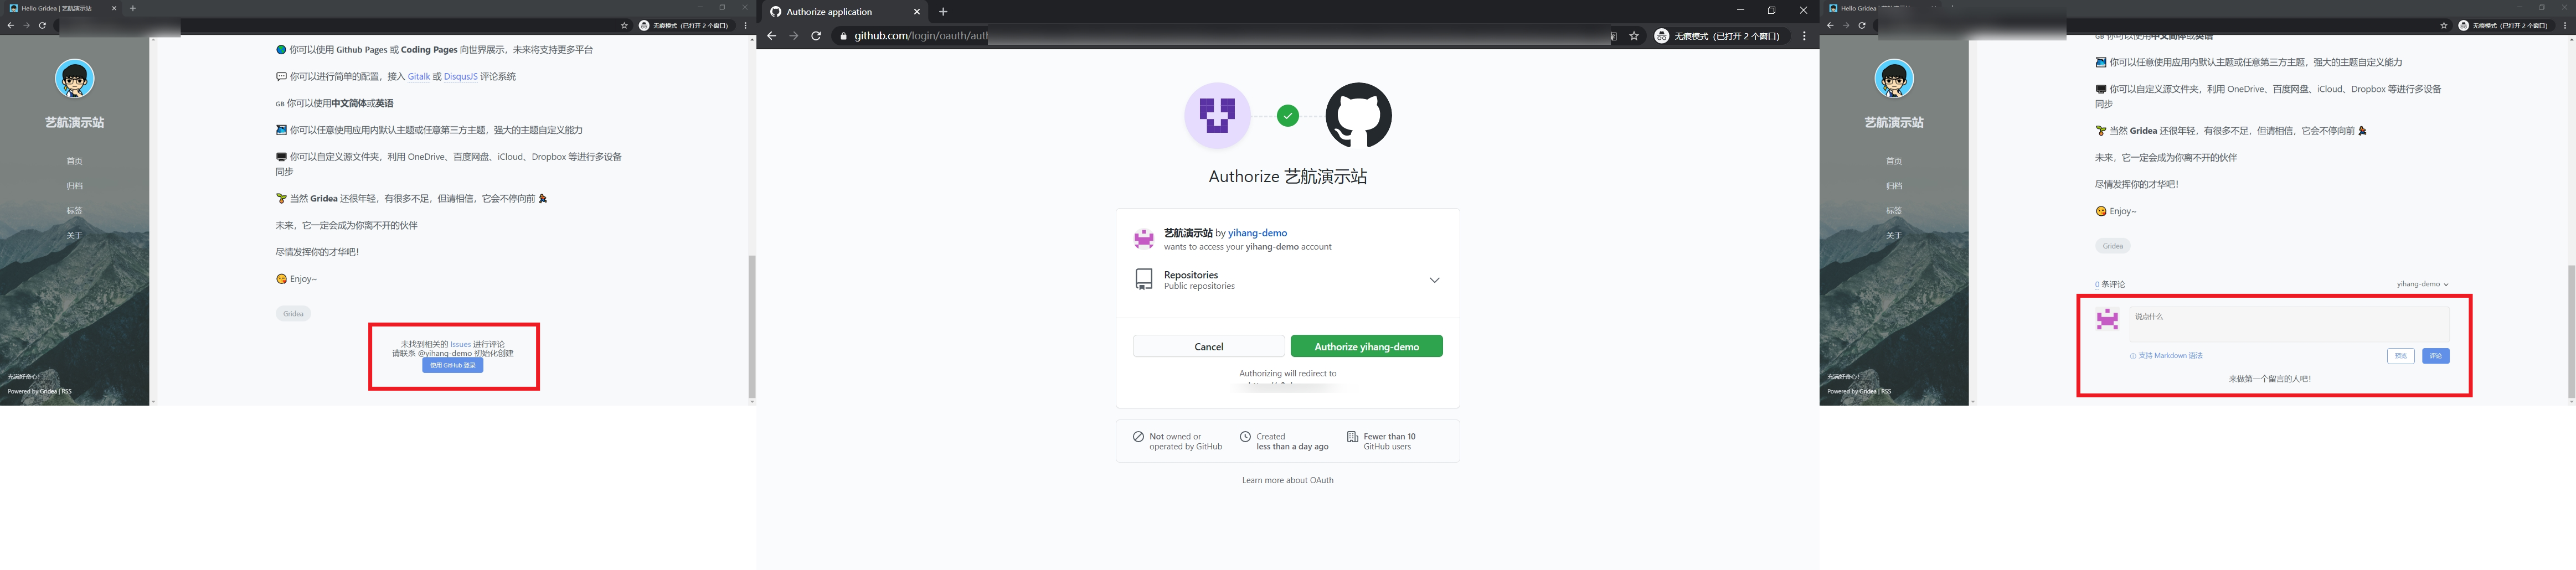 Hello Gridea | 艺航演示站
无痕模式（已打开 2 个窗口）
艺航演示站
首页
归档
标签
关于
充满好奇心！
Powered by Gridea | RSS
你可以使用 Github Pages 或 Coding Pages 向世界展示，未来将支持更多平台
你可以进行简单的配置，接入 Gitalk 或 DisqusJS 评论系统
GB 你可以使用中文简体或英语
你可以任意使用应用内默认主题或任意第三方主题，强大的主题自定义能力
你可以自定义源文件夹，利用 OneDrive、百度网盘、iCloud、Dropbox 等进行多设备
同步
当然 Gridea 还很年轻，有很多不足，但请相信，它会不停向前
未来，它一定会成为你离不开的伙伴
尽情发挥你的才华吧！
Enjoy~
Gridea
未找到相关的 Issues 进行评论
请联系 @yihang-demo 初始化创建
使用 GitHub 登录
Authorize application
github.com/login/oauth/aut
无痕模式（已打开 2 个窗口）
Authorize 艺航演示站
艺航演示站 by yihang-demo
wants to access your yihang-demo account
Repositories
Public repositories
Cancel
Authorize yihang-demo
Authorizing will redirect to
Not owned or
operated by GitHub
Created
less than a day ago
Fewer than 10
GitHub users
Learn more about OAuth
Hello Gridea
无痕模式（已打开 2 个窗口）
艺航演示站
首页
归档
标签
关于
充满好奇心！
Powered by Gridea | RSS
GB 你可以使用中文简体或英语
你可以任意使用应用内默认主题或任意第三方主题，强大的主题自定义能力
你可以自定义源文件夹，利用 OneDrive、百度网盘、iCloud、Dropbox 等进行多设备
同步
当然 Gridea 还很年轻，有很多不足，但请相信，它会不停向前
未来，它一定会成为你离不开的伙伴
尽情发挥你的才华吧！
Enjoy~
Gridea
0 条评论
yihang-demo
说点什么
支持 Markdown 语法
预览
评论
来做第一个留言的人吧！